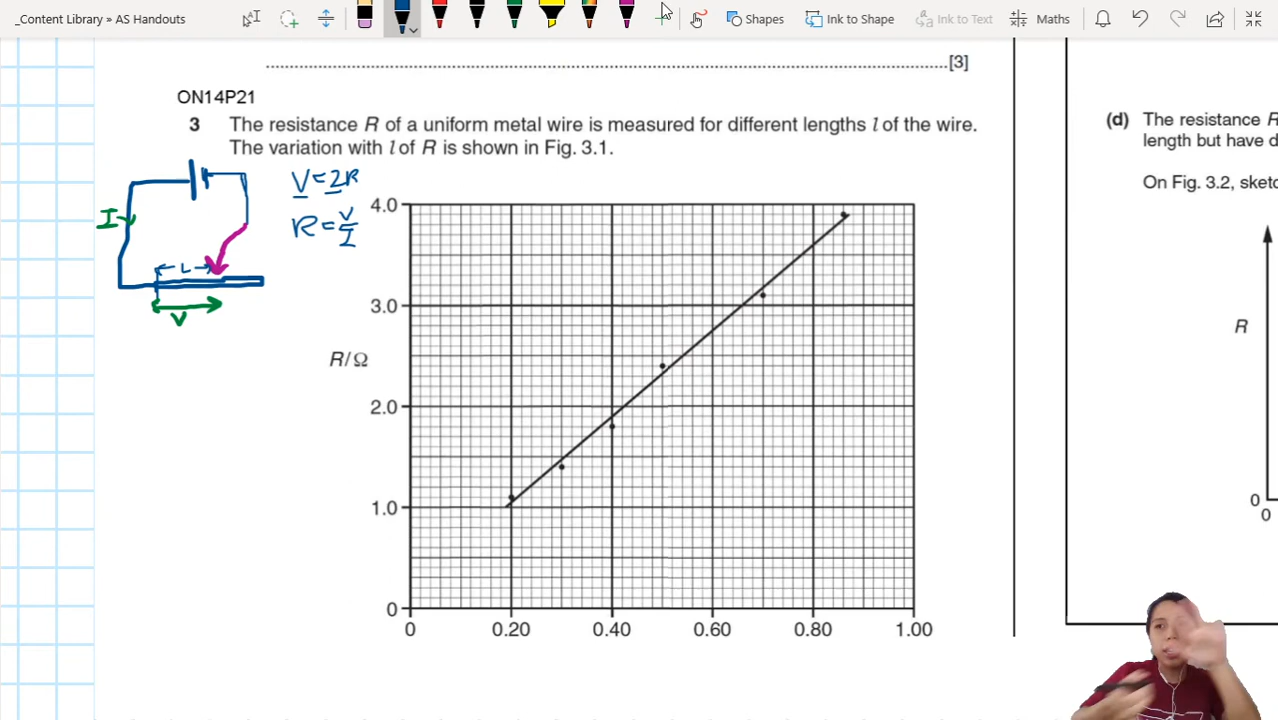 _Content Library » AS Handouts
Shapes
Ink to Shape
Ink to Text
Maths
[3]
ON14P21
3 The resistance R of a uniform metal wire is measured for different lengths l of the wire.
The variation with l of R is shown in Fig. 3.1.
V=2R
R=V/I
I
L
V
4.0
3.0
R/Ω
2.0
1.0
0
0 0.20 0.40 0.60 0.80 1.00
(d) The resistance R
length but have d
On Fig. 3.2, sketc
R
0
0